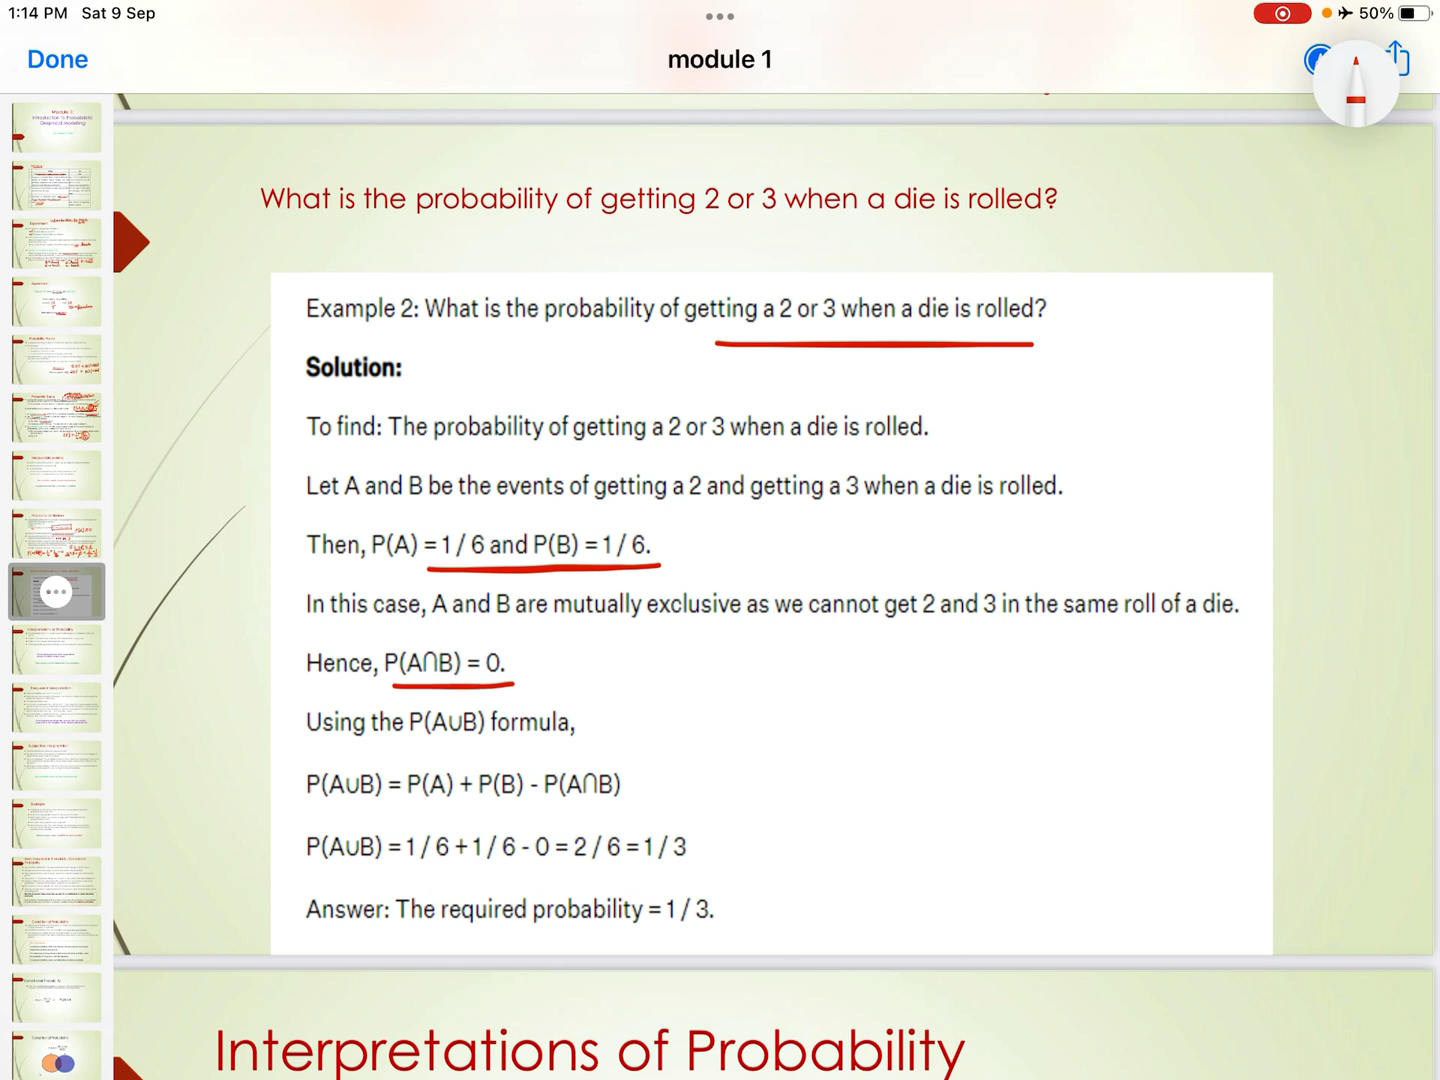 1:14 PM Sat 9 Sep
50%
Done
module 1
What is the probability of getting 2 or 3 when a die is rolled?
Example 2: What is the probability of getting a 2 or 3 when a die is rolled?
Solution:
To find: The probability of getting a 2 or 3 when a die is rolled.
Let A and B be the events of getting a 2 and getting a 3 when a die is rolled.
Then, P(A) = 1 / 6 and P(B) = 1 / 6.
In this case, A and B are mutually exclusive as we cannot get 2 and 3 in the same roll of a die.
Hence, P(A∩B) = 0.
Using the P(A∪B) formula,
P(A∪B) = P(A) + P(B) - P(A∩B)
P(A∪B) = 1 / 6 + 1 / 6 - 0 = 2 / 6 = 1 / 3
Answer: The required probability = 1 / 3.
Interpretations of Probability